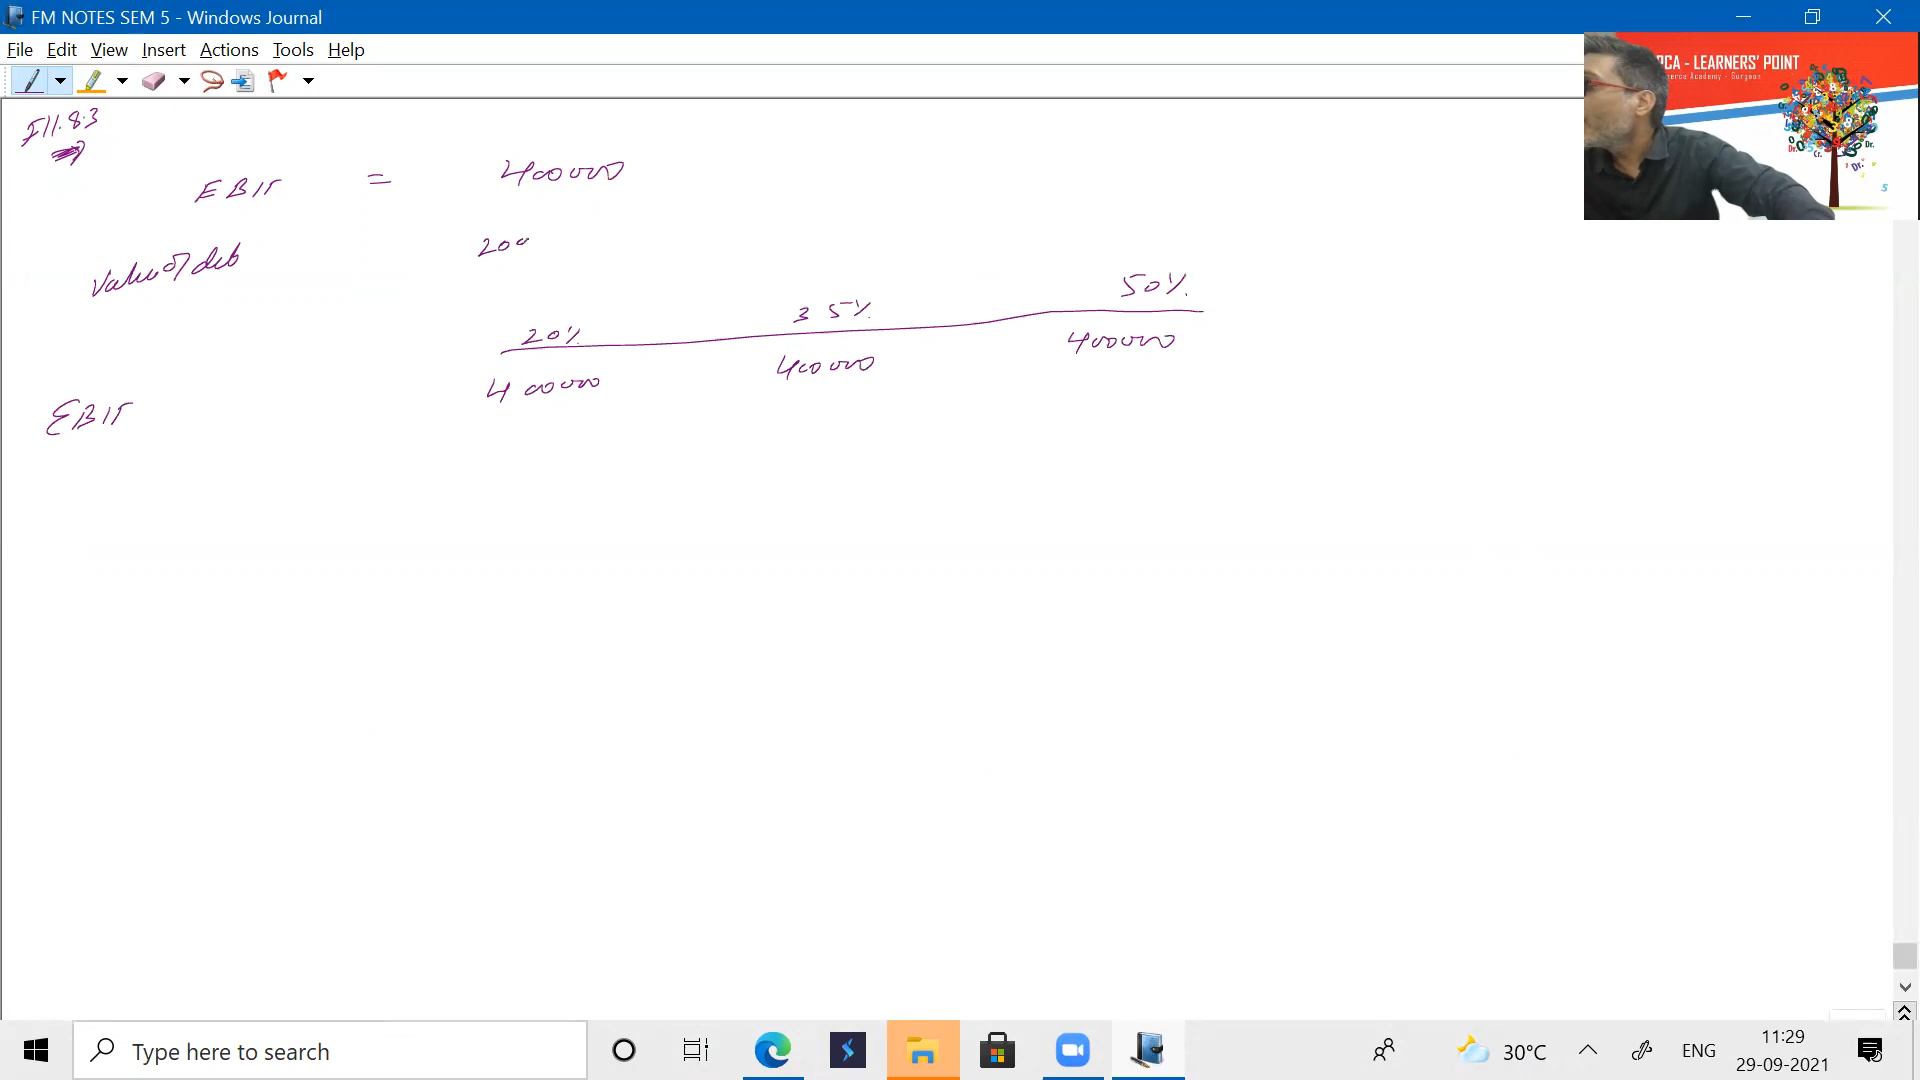 FM NOTES SEM 5 - Windows Journal
File Edit View Insert Actions Tools Help
PCA - LEARNERS' POINT
Ill. 8.3
EBIT = 400000
Value of deb 200
20% 35% 50%
400000 400000 400000
EBIT
Type here to search
30°C ENG 11:29
29-09-2021